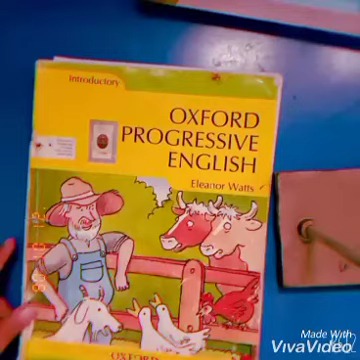 Introductory
OXFORD
PROGRESSIVE
ENGLISH
Eleanor Watts
OXFORD
Made With
VivaVideo